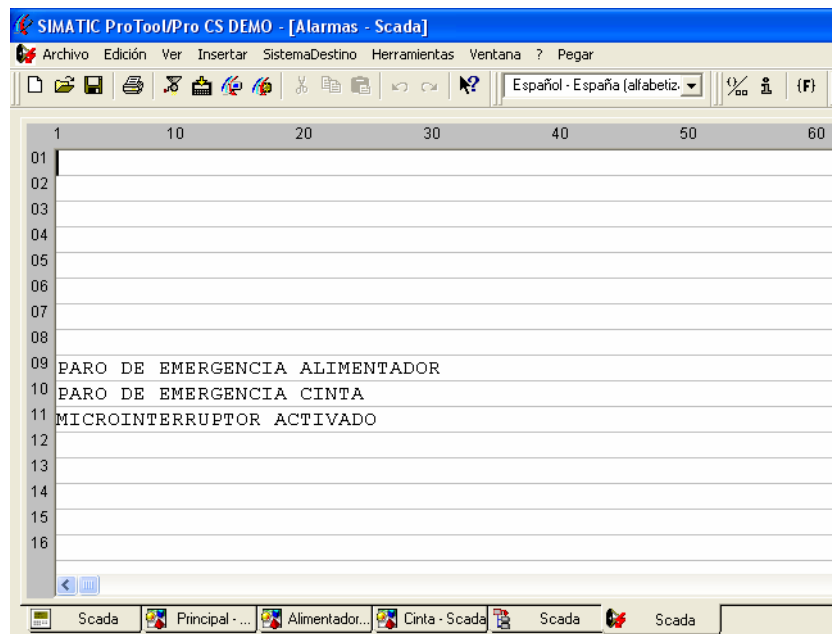 SIMATIC ProTool/Pro CS DEMO - [Alarmas - Scada]
Archivo Edición Ver Insertar SistemaDestino Herramientas Ventana ? Pegar
Español - España (alfabetiz. {F}
1 10 20 30 40 50 60
01
02
03
04
05
06
07
08
09 PARO DE EMERGENCIA ALIMENTADOR
10 PARO DE EMERGENCIA CINTA
11 MICROINTERRUPTOR ACTIVADO
12
13
14
15
16
Scada Principal - ... Alimentador... Cinta - Scada Scada Scada